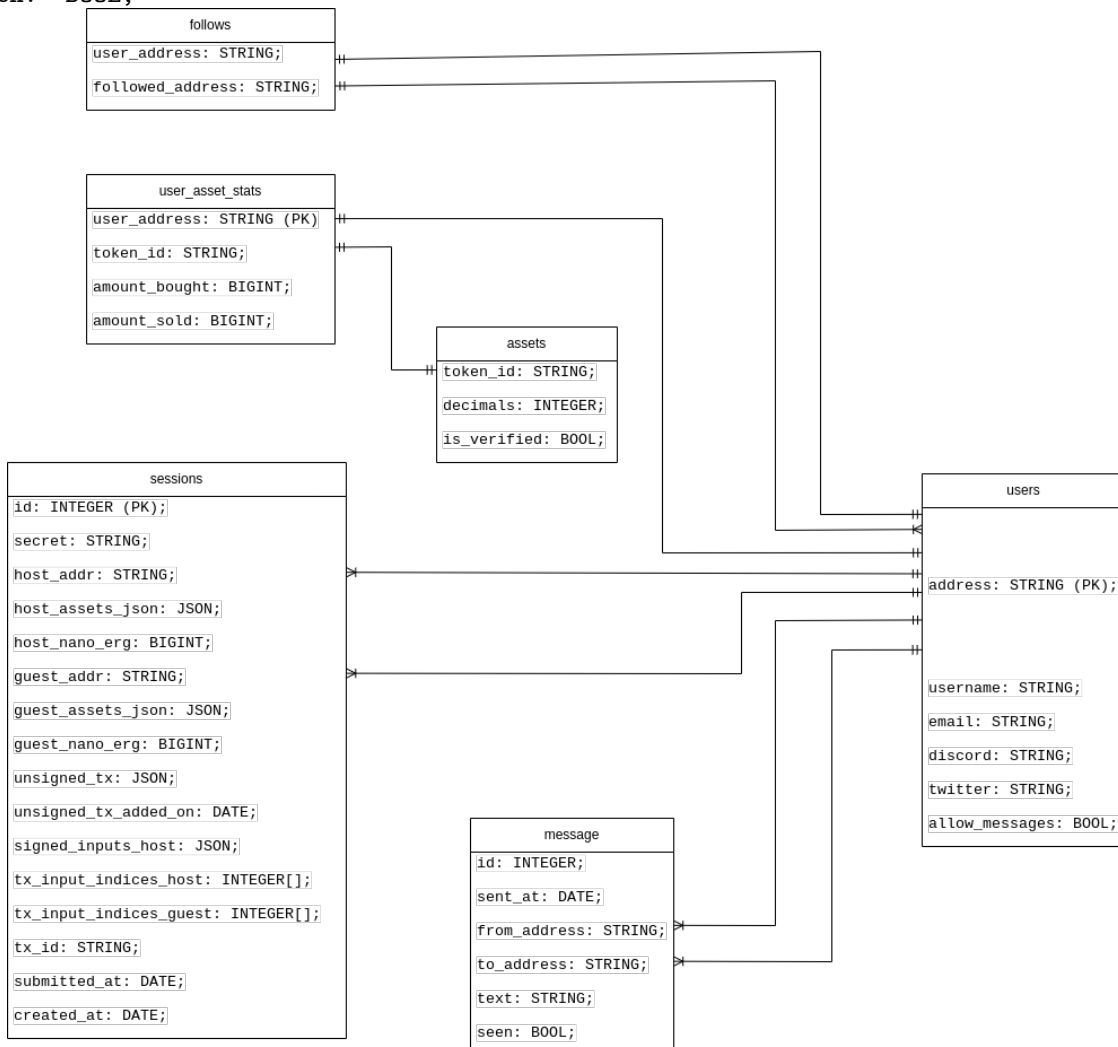 BOOL;
follows
user_address: STRING;
followed_address: STRING;
user_asset_stats
user_address: STRING (PK)
token_id: STRING;
amount_bought: BIGINT;
amount_sold: BIGINT;
assets
token_id: STRING;
decimals: INTEGER;
is_verified: BOOL;
sessions
id: INTEGER (PK);
secret: STRING;
host_addr: STRING;
host_assets_json: JSON;
host_nano_erg: BIGINT;
guest_addr: STRING;
guest_assets_json: JSON;
guest_nano_erg: BIGINT;
unsigned_tx: JSON;
unsigned_tx_added_on: DATE;
signed_inputs_host: JSON;
tx_input_indices_host: INTEGER[];
tx_input_indices_guest: INTEGER[];
tx_id: STRING;
submitted_at: DATE;
created_at: DATE;
users
address: STRING (PK);
username: STRING;
email: STRING;
discord: STRING;
twitter: STRING;
allow_messages: BOOL;
message
id: INTEGER;
sent_at: DATE;
from_address: STRING;
to_address: STRING;
text: STRING;
seen: BOOL;